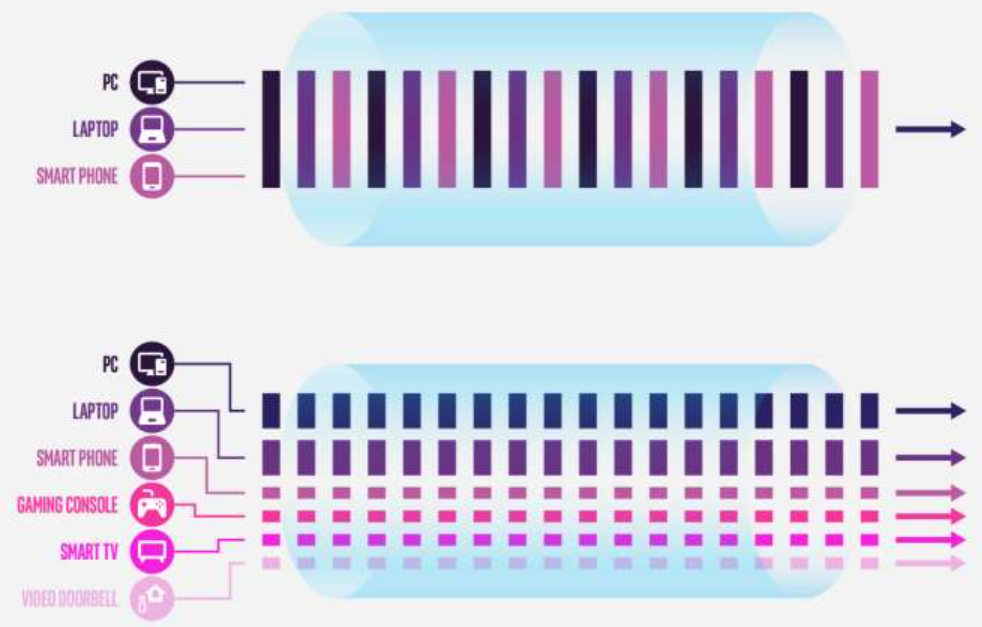 PC
LAPTOP
SMART PHONE
PC
LAPTOP
SMART PHONE
GAMING CONSOLE
SMART TV
VIDEO DOORBELL